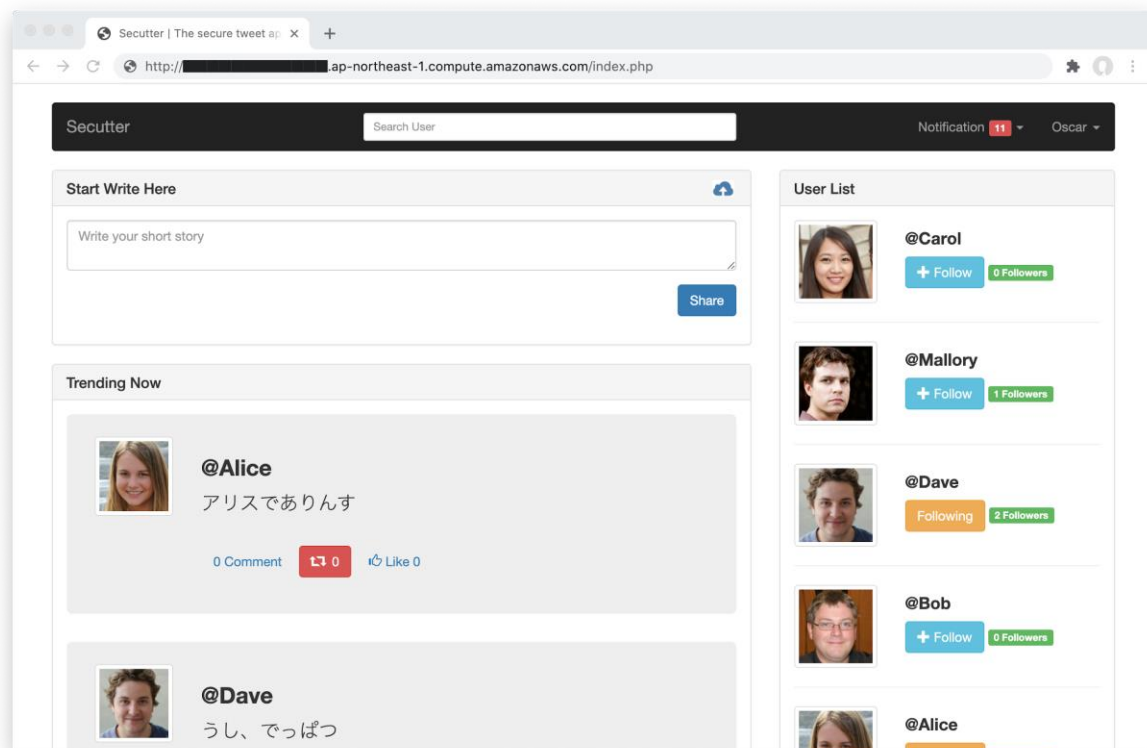 Secutter | The secure tweet ap
http://
.ap-northeast-1.compute.amazonaws.com/index.php
Secutter
Search User
Notification 11
Oscar
Start Write Here
Write your short story
Share
Trending Now
@Alice
アリスでありんす
0 Comment
0
Like 0
@Dave
うし、でっぱつ
User List
@Carol
+ Follow
0 Followers
@Mallory
+ Follow
1 Followers
@Dave
Following
2 Followers
@Bob
+ Follow
0 Followers
@Alice